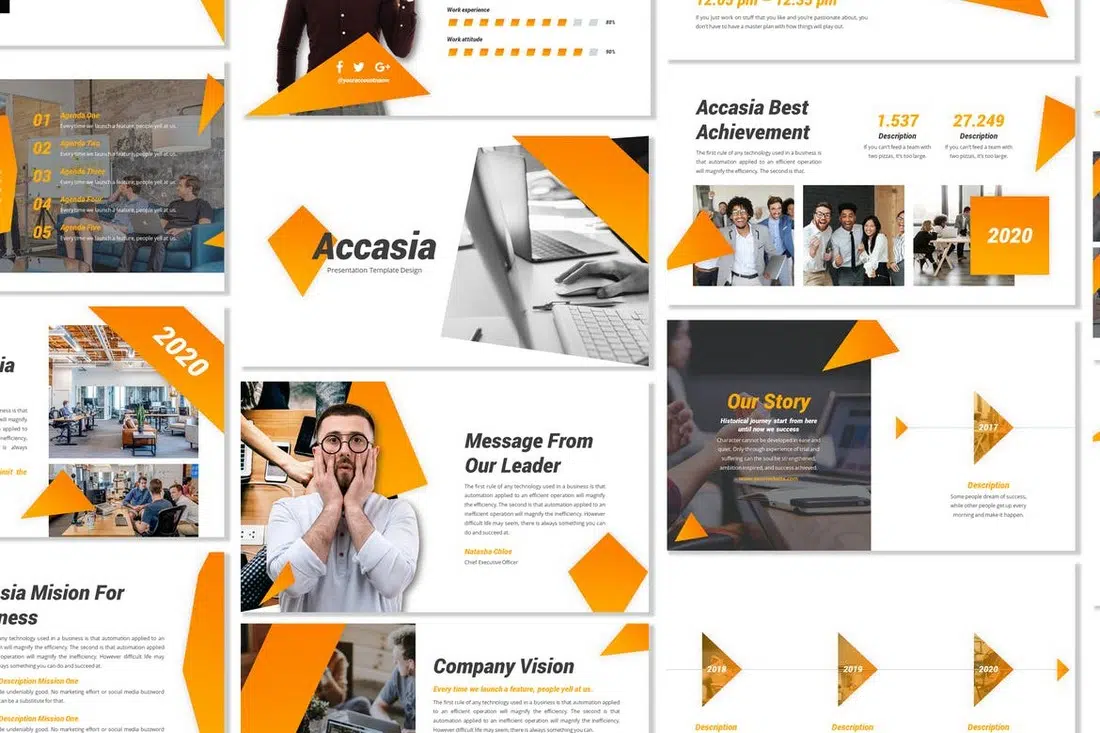 01
Agenda One
Everytime we launch a feature, people yell at us.
02
Agenda Two
Everytime we launch a feature, people yell at us.
03
Agenda Three
Everytime we launch a feature, people yell at us.
04
Agenda Four
Everytime we launch a feature, people yell at us.
05
Agenda Five
Everytime we launch a feature, people yell at us.
2020
ia
siness is that
will magnify
applied to
inefficiency.
is always
sia Mision For
ness
any technology used in a business is that automation applied to an
n will magnify the efficiency. The second is that automation
operation will magnify the inefficiency. However difficult life may
ays something you can do and succeed at.
Description Mission One
be undeniably good. No marketing effort or social media buzzword
can be a substitute for that.
Description Mission One
be undeniably good. No marketing effort or social media buzzword
Work experience
80%
Work attitude
90%
f
G+
@youraccountname
Accasia
Presentation Template Design
Message From
Our Leader
The first rule of any technology used in a business is that
automation applied to an efficient operation will magnify
the efficiency. The second is that automation applied to an
inefficient operation will magnify the inefficiency. However
difficult life may seem, there is always something you can
do and succeed at.
Natasha Chloe
Chief Executive Officer
Company Vision
Every time we launch a feature, people yell at us.
The first rule of any technology used in a business is that automation applied
to an efficient operation will magnify the efficiency. The second is that
automation applied to an inefficient operation will magnify the inefficiency.
However difficult life may seem, there is always something you can do and
12.05 pm – 12.35 pm
If you just work on stuff that you like and you're passionate about, you
don't have to have a master plan with how things will play out.
Accasia Best
Achievement
The first rule of any technology used in a business is
that automation applied to an efficient operation
will magnify the efficiency. The second is that.
1.537
Description
If you can't feed a team with
two pizzas, it's too large.
27.249
Description
If you can't feed a team with
two pizzas, it's too large.
2020
Our Story
Historical journey start from here
until now we success
Character cannot be developed in ease and
quiet. Only through experience of trial and
suffering can the soul be strengthened,
ambition inspired, and success achieved.
www.yourwebsite.com
2017
Description
Some people dream of success,
while other people get up every
morning and make it happen.
2018
Description
2019
Description
2020
Description